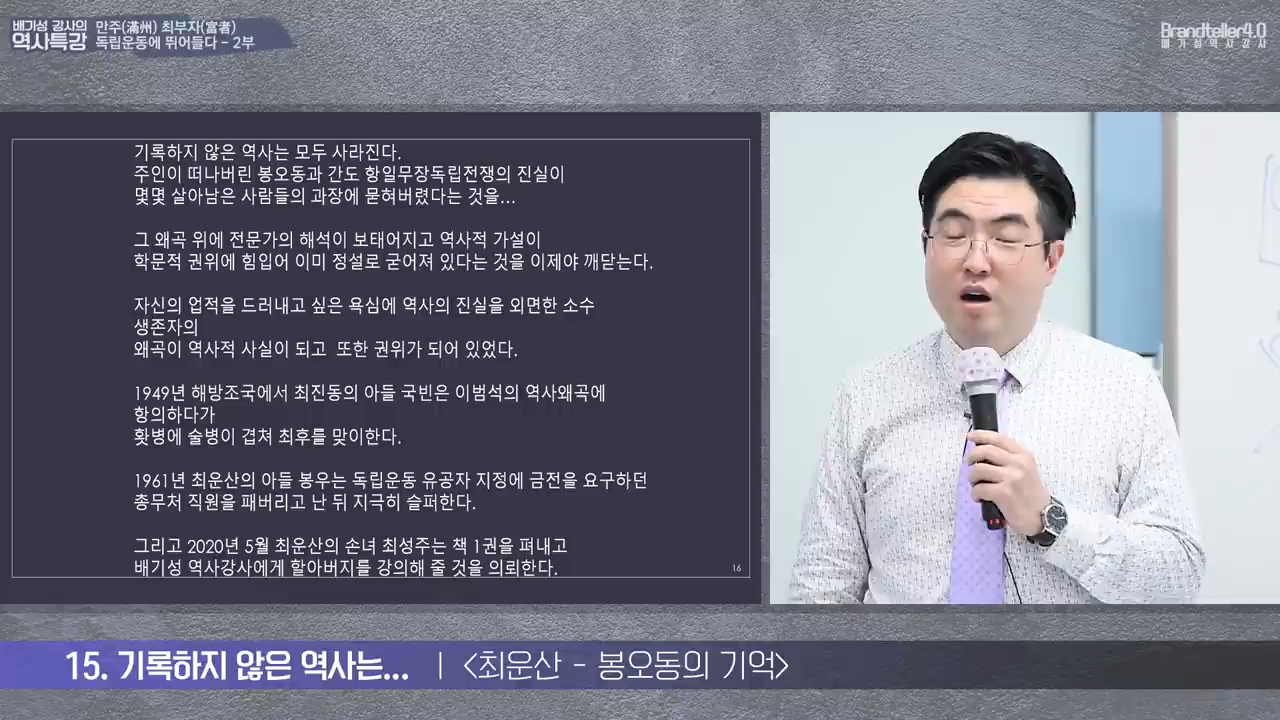 배기성 강사의
역사특강
만주(滿州) 최부자(富者)
독립운동에 뛰어들다 - 2부
Brandteller4.0
배기성역사강사
기록하지 않은 역사는 모두 사라진다.
주인이 떠나버린 봉오동과 간도 항일무장독립전쟁의 진실이
몇몇 살아남은 사람들의 과장에 묻혀버렸다는 것을...
그 왜곡 위에 전문가의 해석이 보태어지고 역사적 가설이
학문적 권위에 힘입어 이미 정설로 굳어져 있다는 것을 이제야 깨닫는다.
자신의 업적을 드러내고 싶은 욕심에 역사의 진실을 외면한 소수
생존자의
왜곡이 역사적 사실이 되고 또한 권위가 되어 있었다.
1949년 해방조국에서 최진동의 아들 국빈은 이범석의 역사왜곡에
항의하다가
홧병에 술병이 겹쳐 최후를 맞이한다.
1961년 최운산의 아들 봉우는 독립운동 유공자 지정에 금전을 요구하던
총무처 직원을 패버리고 난 뒤 지극히 슬퍼한다.
그리고 2020년 5월 최운산의 손녀 최성주는 책 1권을 펴내고
배기성 역사강사에게 할아버지를 강의해 줄 것을 의뢰한다.
16
15. 기록하지 않은 역사는... | <최운산 - 봉오동의 기억>